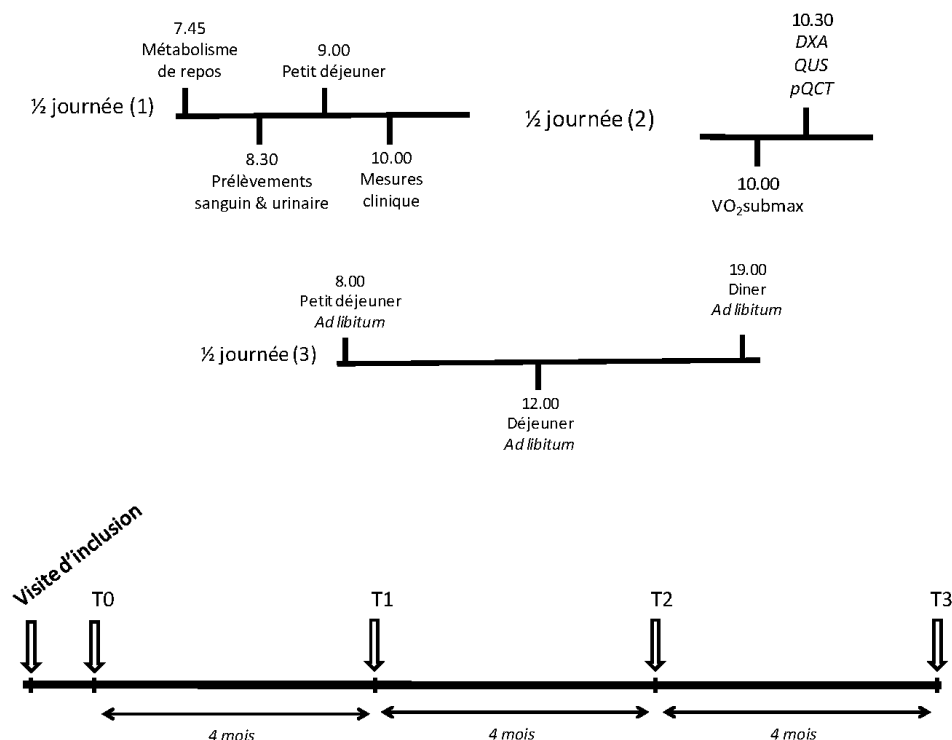 7.45
Métabolisme
de repos
9.00
Petit déjeuner
½ journée (1)
8.30
Prélèvements
sanguin & urinaire
10.00
Mesures
clinique
10.30
DXA
QUS
pQCT
½ journée (2)
10.00
VO₂submax
8.00
Petit déjeuner
Ad libitum
19.00
Diner
Ad libitum
½ journée (3)
12.00
Déjeuner
Ad libitum
Visite d'inclusion
T0
T1
T2
T3
4 mois
4 mois
4 mois